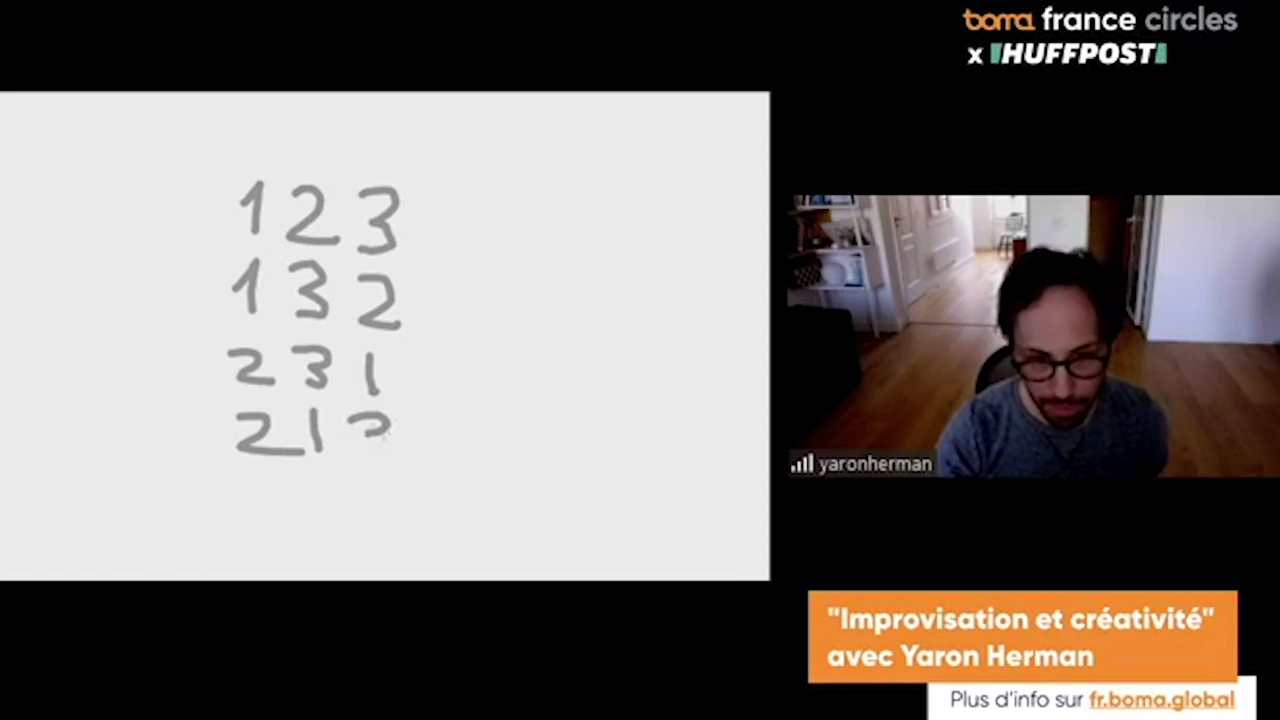 boma france circles
x HUFFPOST
1 2 3
1 3 2
2 3 1
2 1
yaronherman
"Improvisation et créativité"
avec Yaron Herman
Plus d'info sur fr.boma.global